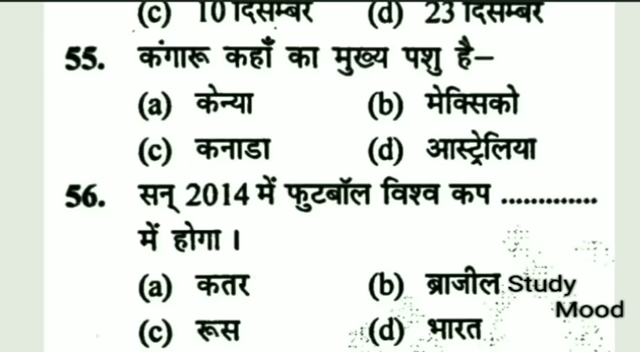 (c) 10 दिसम्बर (d) 23 दिसम्बर
55. कंगारू कहाँ का मुख्य पशु है–
(a) केन्या (b) मेक्सिको
(c) कनाडा (d) आस्ट्रेलिया
56. सन् 2014 में फुटबॉल विश्व कप ..............
में होगा ।
(a) कतर (b) ब्राजील Study
Mood
(c) रूस (d) भारत